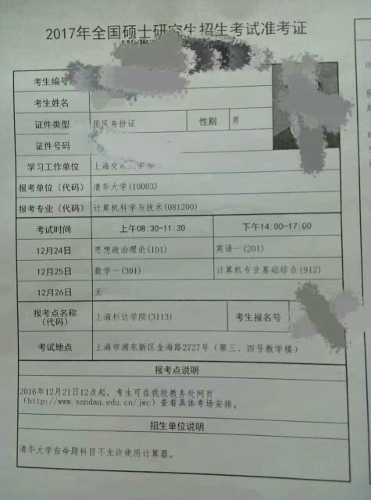 2017年全国硕士研究生招生考试准考证
考生编号
考生姓名
证件类型 居民身份证 性别 男
证件号码
学习工作单位 上海交
报考单位（代码） 清华大学(10003)
报考专业（代码） 计算机科学与技术(081200)
考试时间 上午08:30-11:30 下午14:00-17:00
12月24日 思想政治理论(101) 英语一(201)
12月25日 数学一(301) 计算机专业基础综合(912)
12月26日 无
报考点名称（代码） 上海杉达学院(3113) 考生报名号
考试地点 上海市浦东新区金海路2727号（第三、四号教学楼）
报考点说明
2016年12月21日12点起，考生可在我校教务处网页
（http://www.sandau.edu.cn/jwc）查看具体考场安排。
招生单位说明
清华大学自命题科目不允许使用计算器。